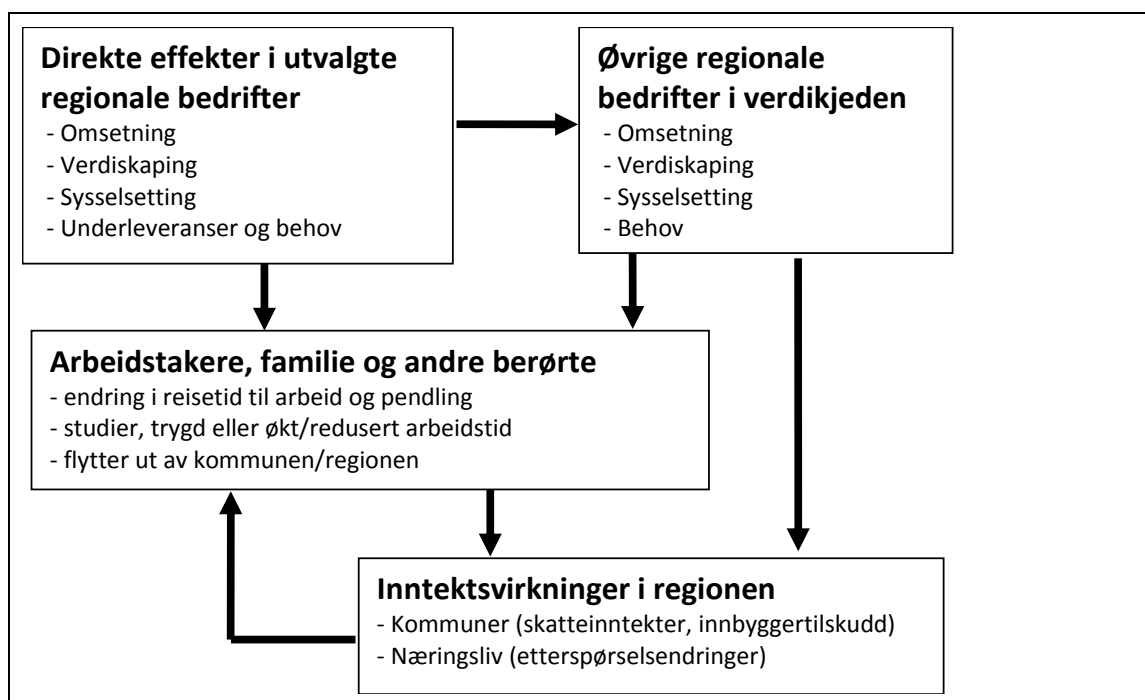 Direkte effekter i utvalgte
regionale bedrifter
- Omsetning
- Verdiskaping
- Sysselsetting
- Underleveranser og behov
Øvrige regionale
bedrifter i verdikjeden
- Omsetning
- Verdiskaping
- Sysselsetting
- Behov
Arbeidstakere, familie og andre berørte
- endring i reisetid til arbeid og pendling
- studier, trygd eller økt/redusert arbeidstid
- flytter ut av kommunen/regionen
Inntektsvirkninger i regionen
- Kommuner (skatteinntekter, innbyggertilskudd)
- Næringsliv (etterspørselsendringer)